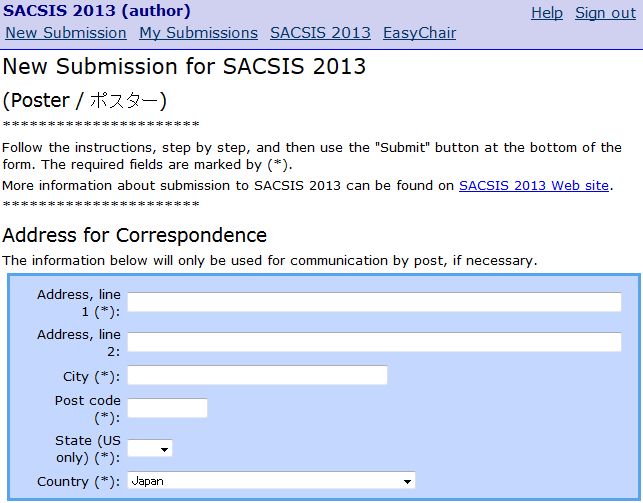 SACSIS 2013 (author)
Help Sign out
New Submission My Submissions SACSIS 2013 EasyChair
New Submission for SACSIS 2013
(Poster / ポスター)
**********************
Follow the instructions, step by step, and then use the "Submit" button at the bottom of the
form. The required fields are marked by (*).
More information about submission to SACSIS 2013 can be found on SACSIS 2013 Web site.
**********************
Address for Correspondence
The information below will only be used for communication by post, if necessary.
Address, line
1 (*):
Address, line
2:
City (*):
Post code
(*):
State (US
only) (*):
Country (*): Japan